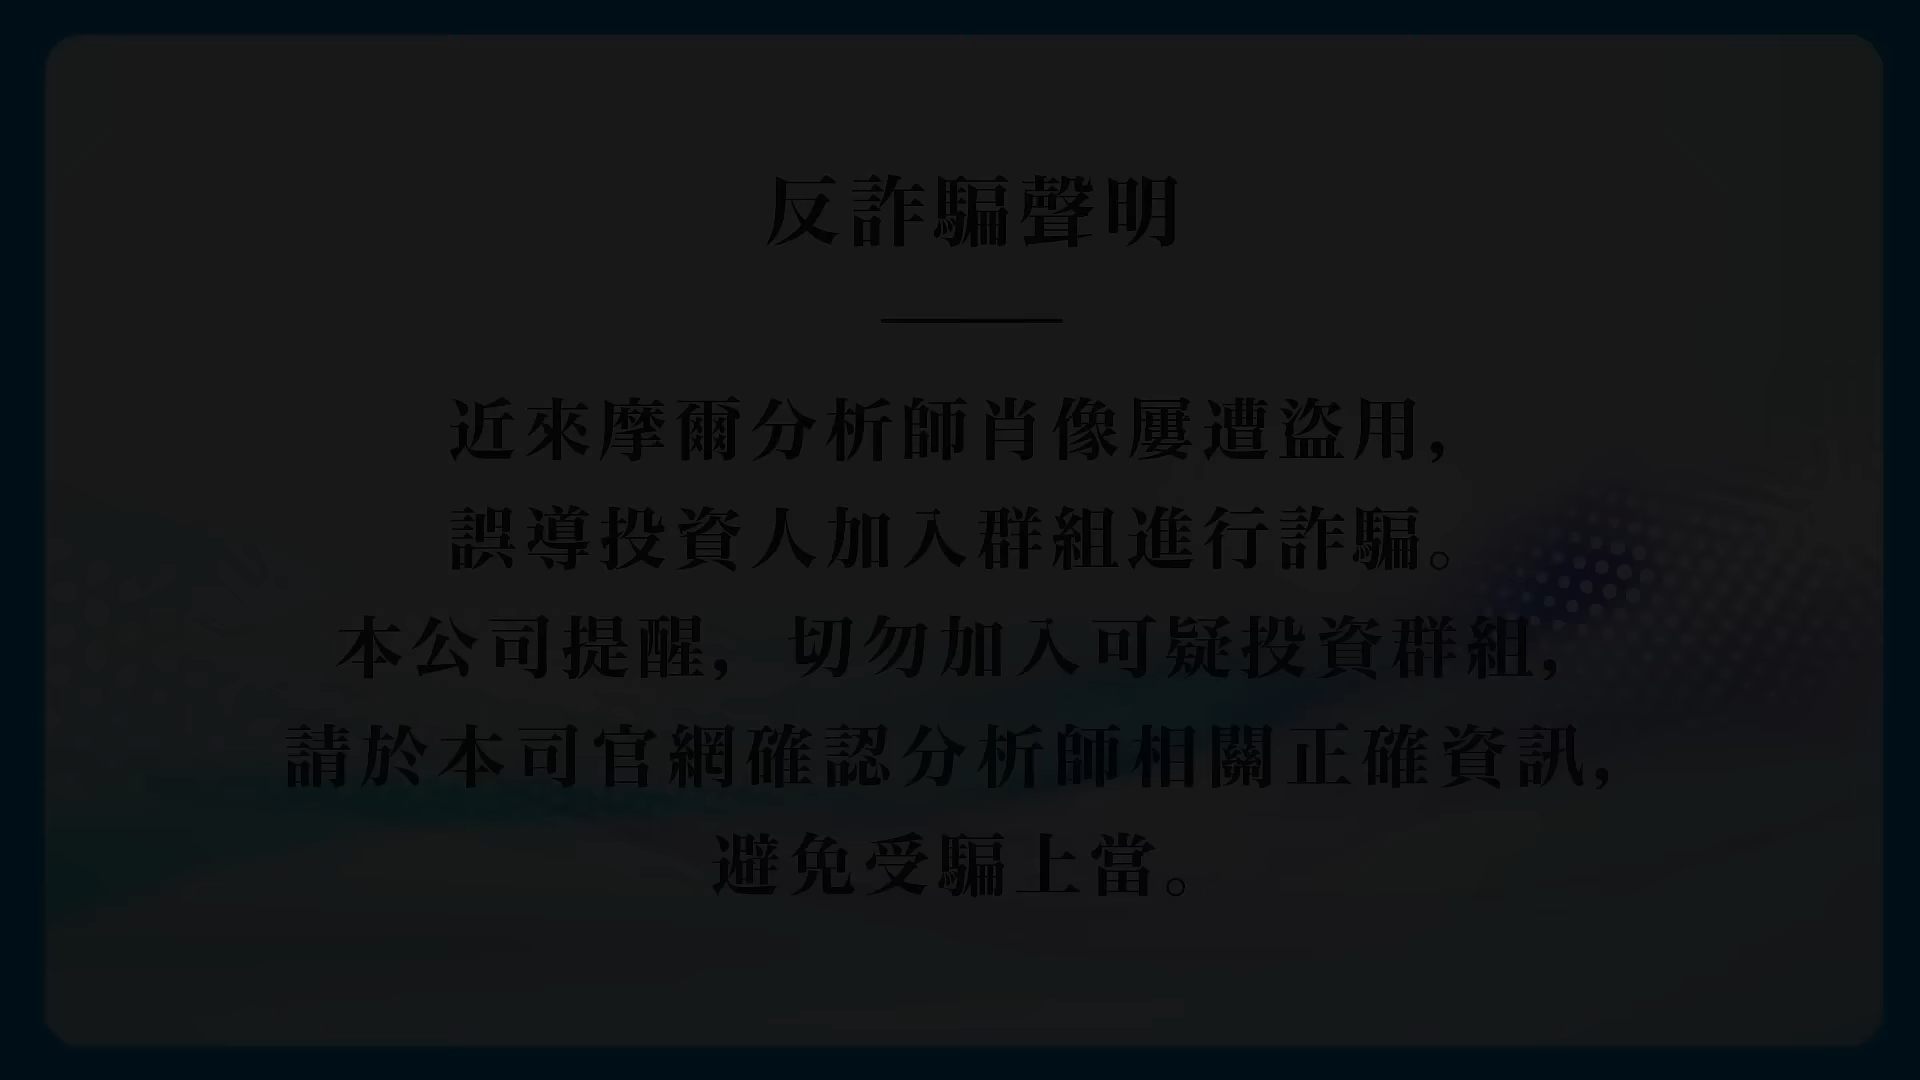 反詐騙聲明
近來摩爾分析師肖像屢遭盜用，
誤導投資人加入群組進行詐騙。
本公司提醒，切勿加入可疑投資群組，
請於本司官網確認分析師相關正確資訊，
避免受騙上當。